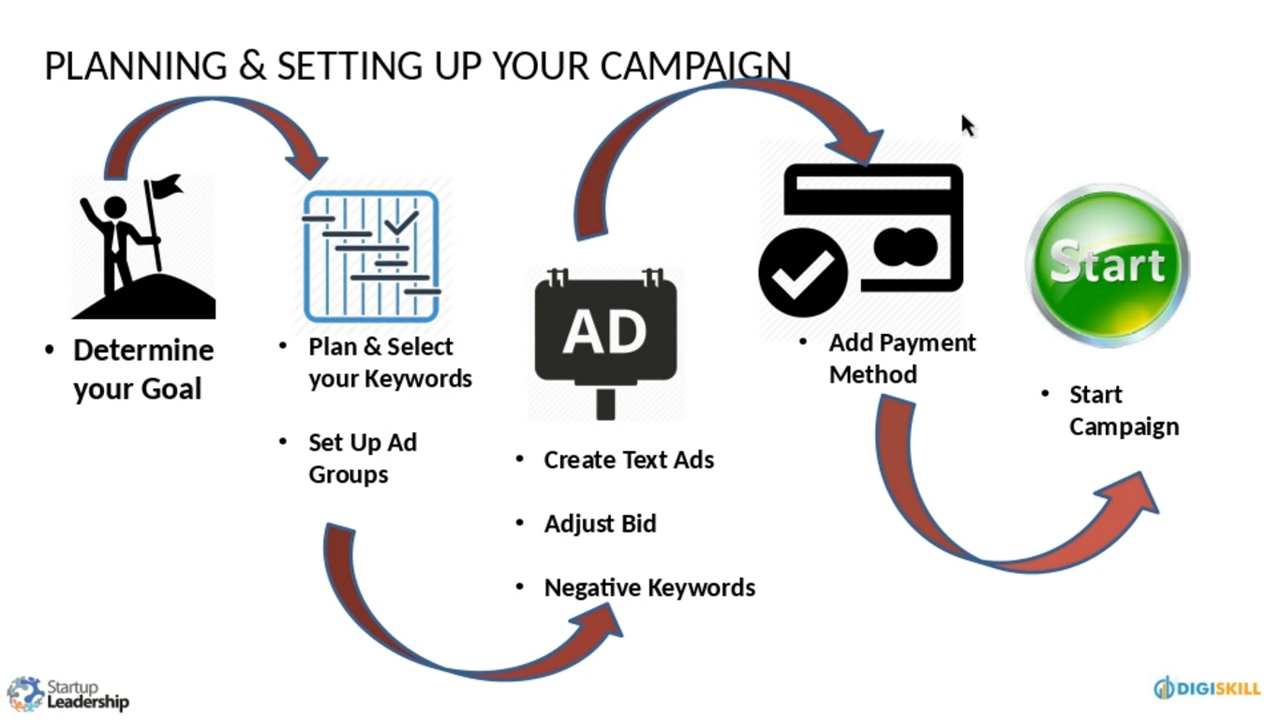 PLANNING & SETTING UP YOUR CAMPAIGN
• Determine
your Goal
• Plan & Select
your Keywords
• Set Up Ad
Groups
AD
• Create Text Ads
• Adjust Bid
• Negative Keywords
• Add Payment
Method
Start
• Start
Campaign
Startup
Leadership
DIGISKILL